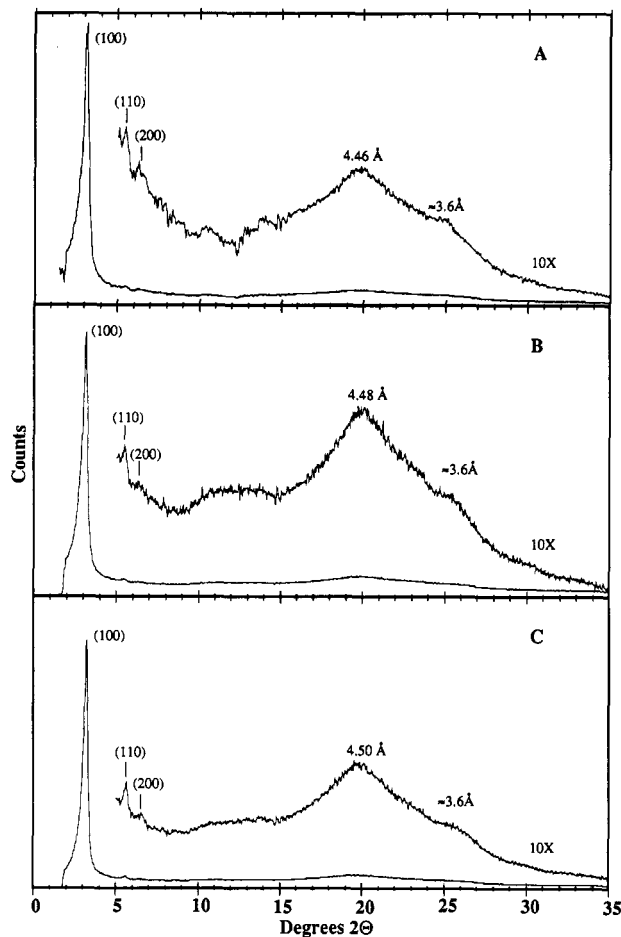 (100)
A
(110)
(200)
4.46 Å
≈3.6Å
10X
(100)
B
(110)
(200)
4.48 Å
≈3.6Å
10X
Counts
(100)
C
(110)
(200)
4.50 Å
≈3.6Å
10X
0 5 10 15 20 25 30 35
Degrees 2Θ